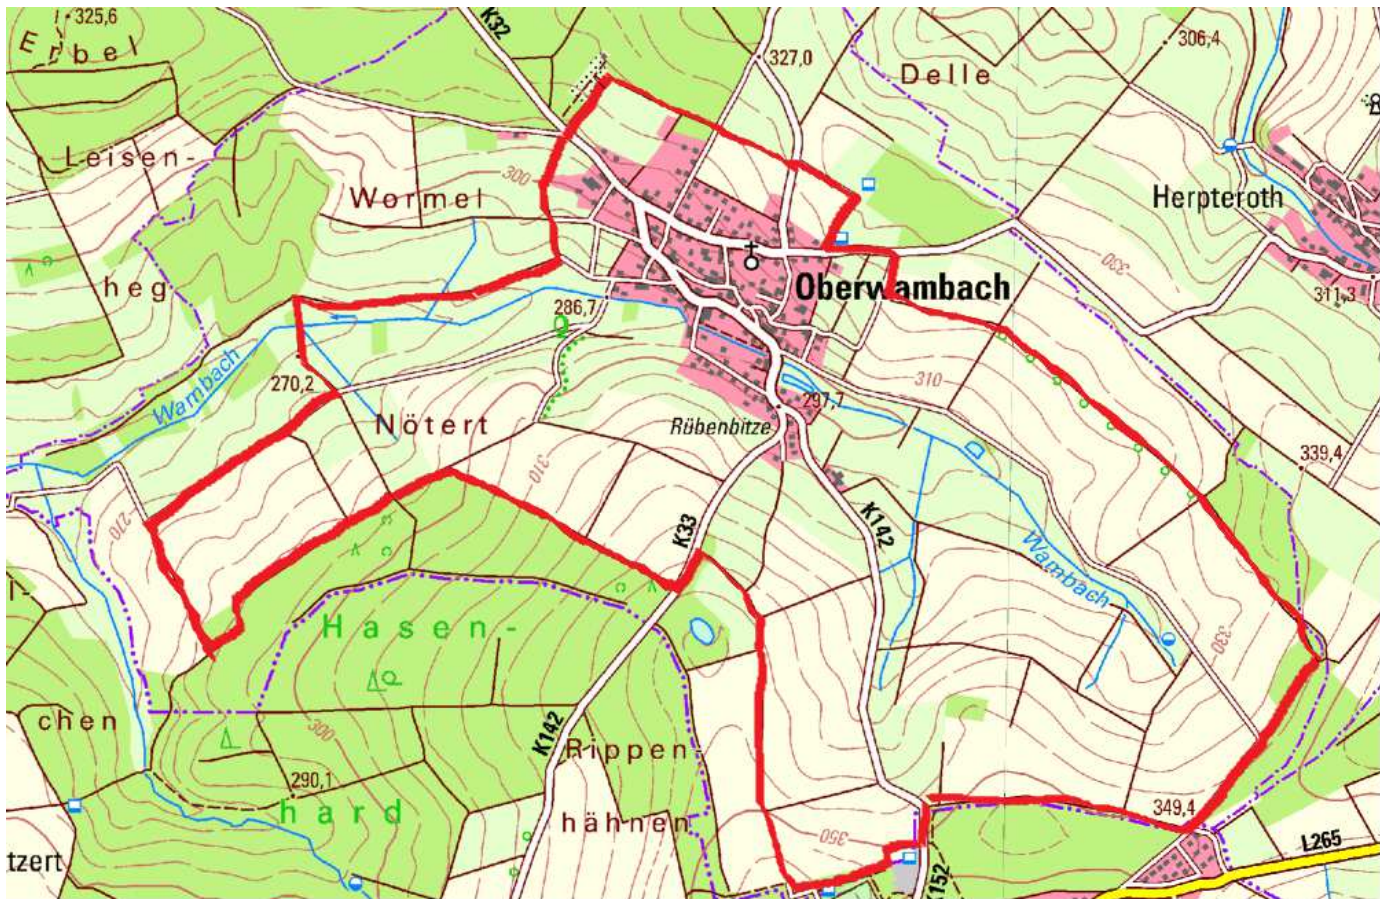 325,6
K32
Erbel
327,0
Delle
306,4
Leisen-
300
Wormel
Herpteroth
heg
330
286,7
Oberwambach
311,3
Wambach
270,2
310
297,7
Nötert
Rübenbitze
339,4
310
270
K33
K142
Wambach
l-
Hasen-
330
chen
K142
300
Rippen-
290,1
hard
hähnen
349,4
350
L265
tzert
K152